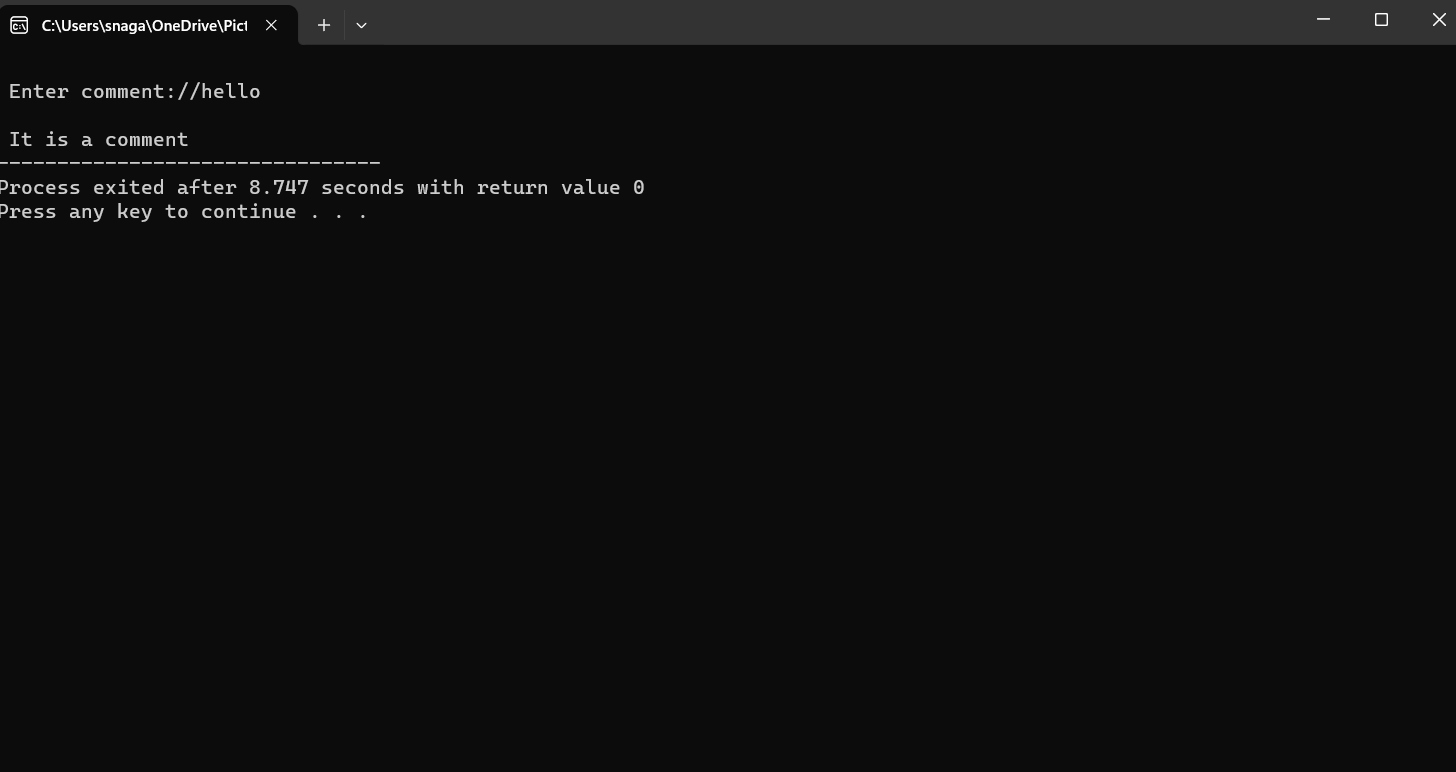 C:\Users\snaga\OneDrive\Pict
Enter comment://hello
It is a comment
--------------------------------
Process exited after 8.747 seconds with return value 0
Press any key to continue . . .